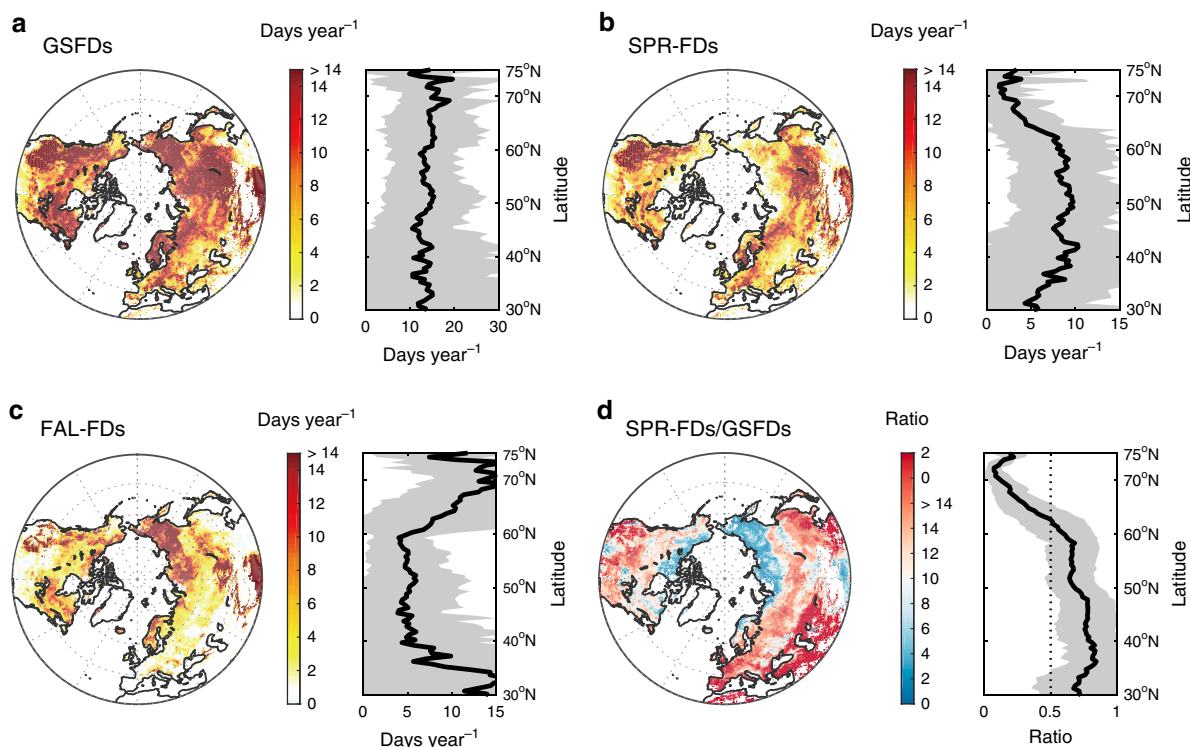 a
GSFDs
Days year⁻¹
> 14
12
10
8
6
4
2
0
75°N
70°N
60°N
50°N
40°N
30°N
Latitude
0 10 20 30
Days year⁻¹
b
SPR-FDs
Days year⁻¹
> 14
12
10
8
6
4
2
0
75°N
70°N
60°N
50°N
40°N
30°N
Latitude
0 5 10 15
Days year⁻¹
c
FAL-FDs
Days year⁻¹
> 14
12
10
8
6
4
2
0
75°N
70°N
60°N
50°N
40°N
30°N
Latitude
0 5 10 15
Days year⁻¹
d
SPR-FDs/GSFDs
Ratio
2
0
> 14
12
10
8
6
4
2
0
75°N
70°N
60°N
50°N
40°N
30°N
Latitude
0 0.5 1
Ratio